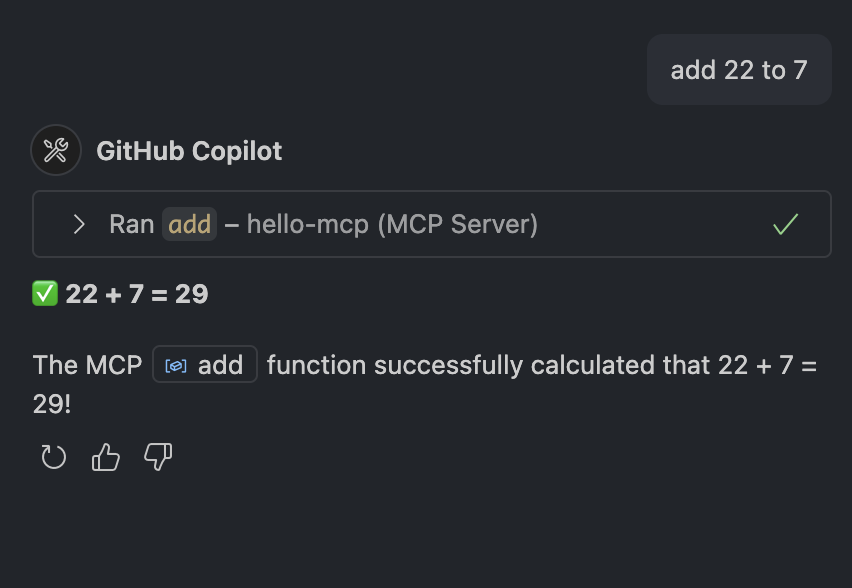 add 22 to 7
GitHub Copilot
Ran add – hello-mcp (MCP Server)
✅ 22 + 7 = 29
The MCP add function successfully calculated that 22 + 7 =
29!